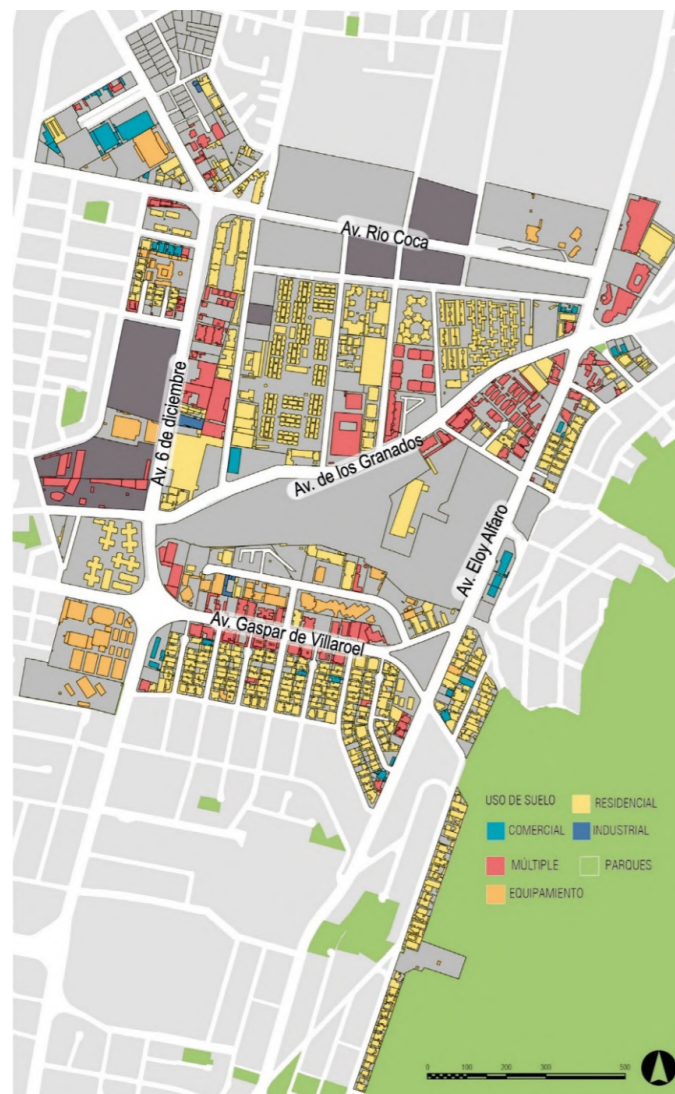 Av. Río Coca
Av. 6 de diciembre
Av. de los Granados
Av. Eloy Alfaro
Av. Gaspar de Villaroel
USO DE SUELO
RESIDENCIAL
COMERCIAL
INDUSTRIAL
MÚLTIPLE
PARQUES
EQUIPAMIENTO
0 100 200 300 500